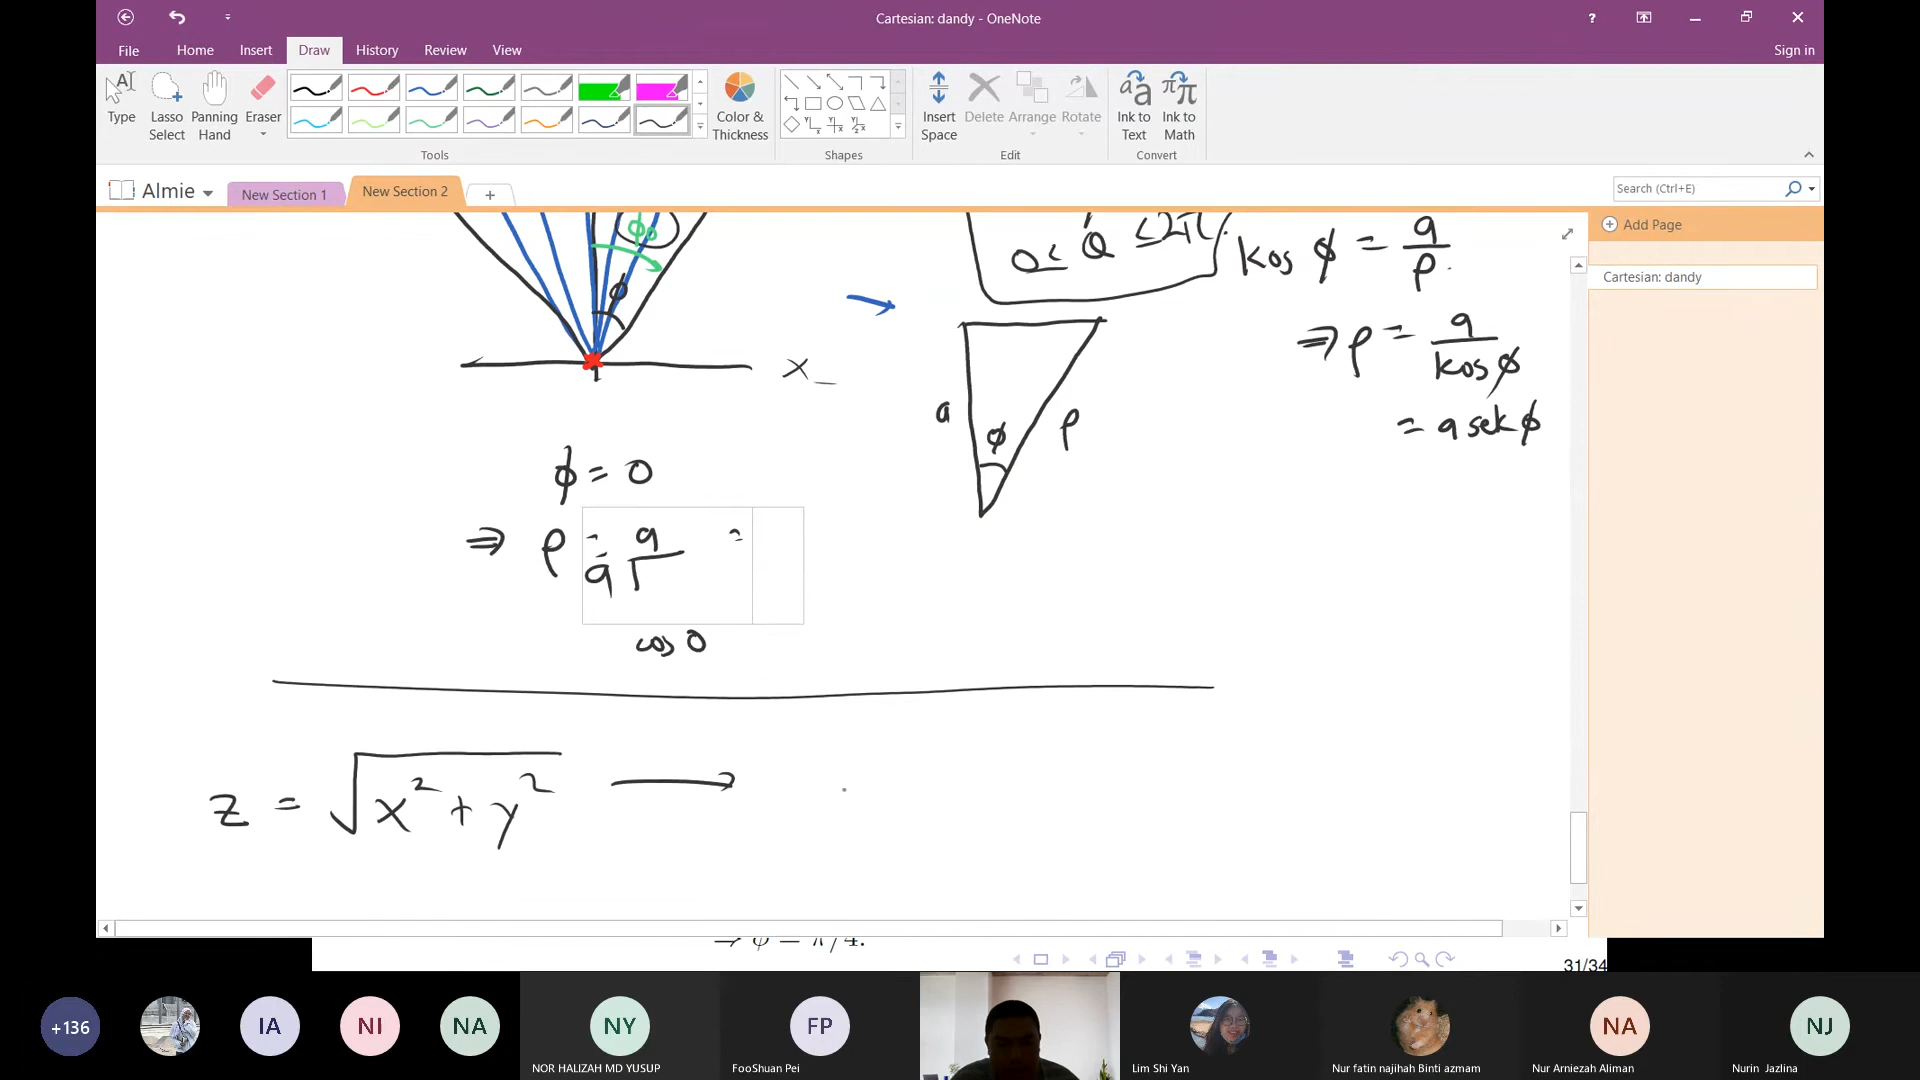 Cartesian: dandy - OneNote
?
File
Home
Insert
Draw
History
Review
View
Sign in
Type
Lasso Select
Panning Hand
Eraser
Color & Thickness
Insert Space
Delete
Arrange
Rotate
Ink to Text
Ink to Math
Tools
Shapes
Edit
Convert
Almie
New Section 1
New Section 2
+
Search (Ctrl+E)
Add Page
Cartesian: dandy
ϕ₀
ϕ
x
0 ≤ θ ≤ 2π
kos ϕ = a/ρ
⇒ ρ = a/kos ϕ
= a sek ϕ
a
ϕ
ρ
ϕ = 0
⇒ ρ = a =
a
cos 0
z = √(x² + y²) →
⇒ ϕ = π/4.
31/34
+136
IA
NI
NA
NY
FP
NA
NJ
NOR HALIZAH MD YUSUP
FooShuan Pei
Lim Shi Yan
Nur fatin najihah Binti azmam
Nur Arniezah Aliman
Nurin Jazlina